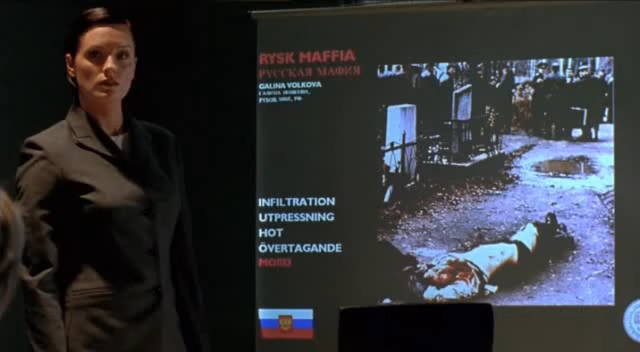 RYSK MAFFIA
РУССКАЯ МАФИЯ
GALINA VOLKOVA
INFILTRATION
UTPRESSNING
HOT
ÖVERTAGANDE
MORD